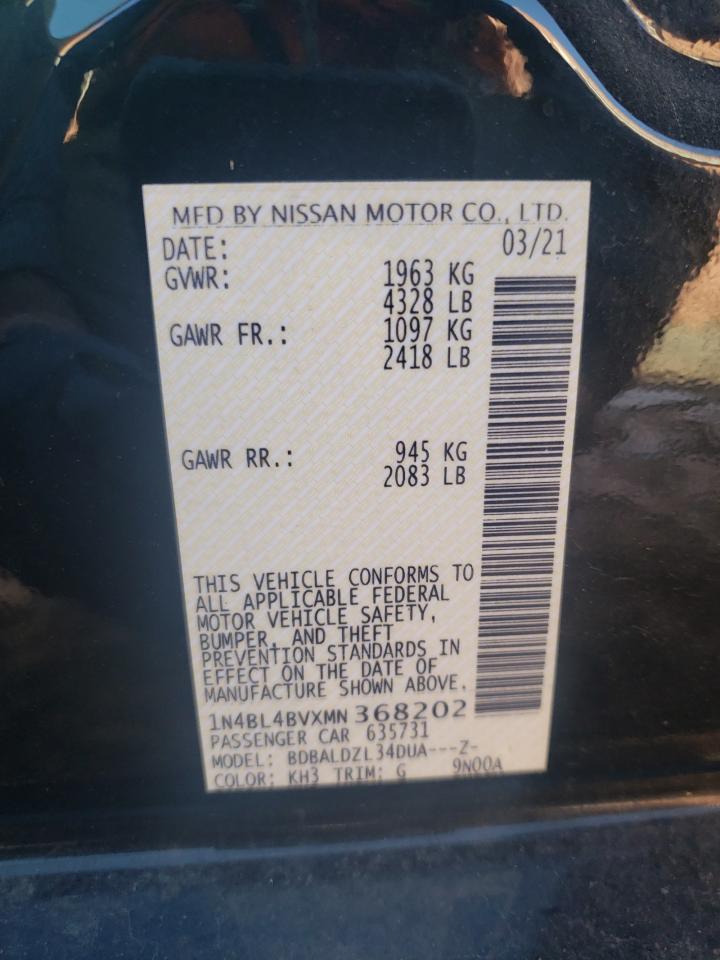 MFD BY NISSAN MOTOR CO., LTD.
DATE: 03/21
GVWR: 1963 KG
4328 LB
GAWR FR.: 1097 KG
2418 LB
GAWR RR.: 945 KG
2083 LB
THIS VEHICLE CONFORMS TO
ALL APPLICABLE FEDERAL
MOTOR VEHICLE SAFETY,
BUMPER, AND THEFT
PREVENTION STANDARDS IN
EFFECT ON THE DATE OF
MANUFACTURE SHOWN ABOVE.
1N4BL4BVXMN368202
PASSENGER CAR 635731
MODEL: BDBALDZL34DUA---Z-
COLOR: KH3 TRIM: G 9N00A